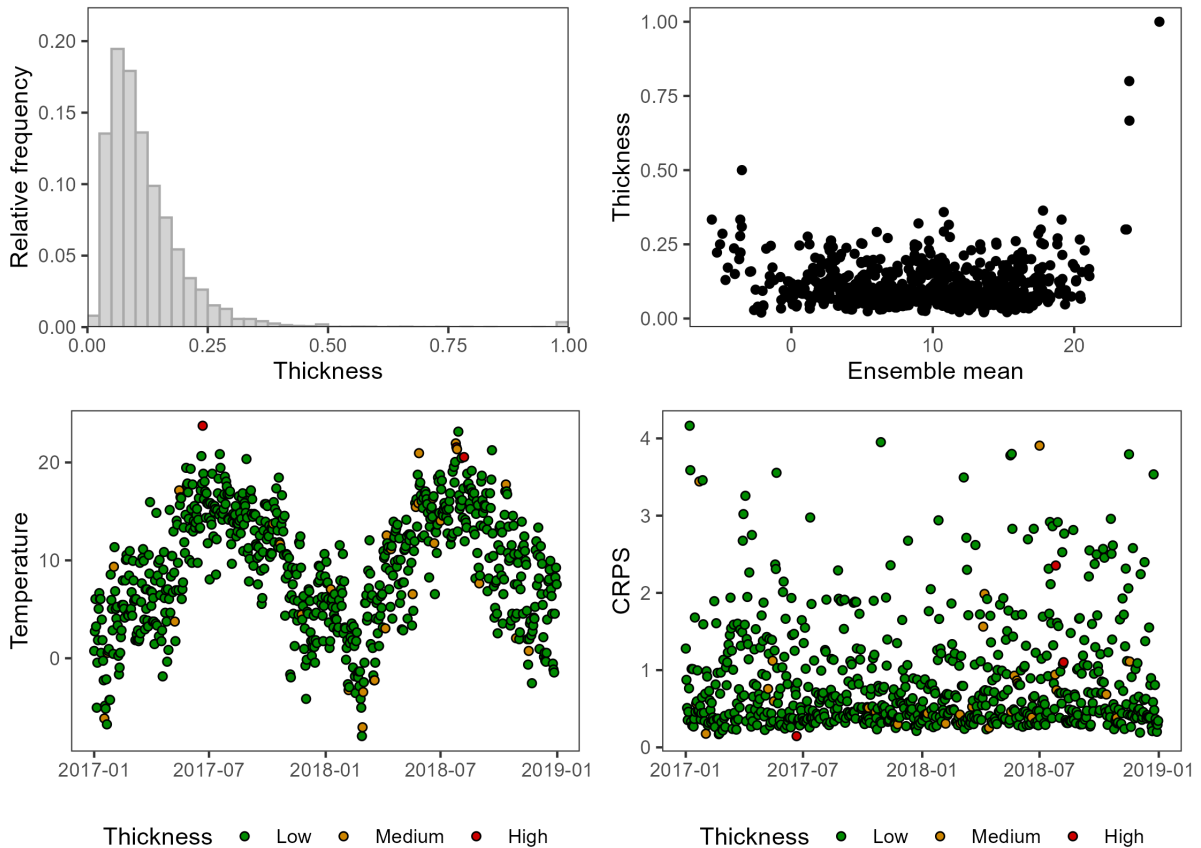 0.20
0.15
0.10
0.05
0.00
Relative frequency
0.00 0.25 0.50 0.75 1.00
Thickness
1.00
0.75
0.50
0.25
0.00
Thickness
0 10 20
Ensemble mean
20
10
0
Temperature
2017-01 2017-07 2018-01 2018-07 2019-01
Thickness Low Medium High
4
3
2
1
0
CRPS
2017-01 2017-07 2018-01 2018-07 2019-01
Thickness Low Medium High